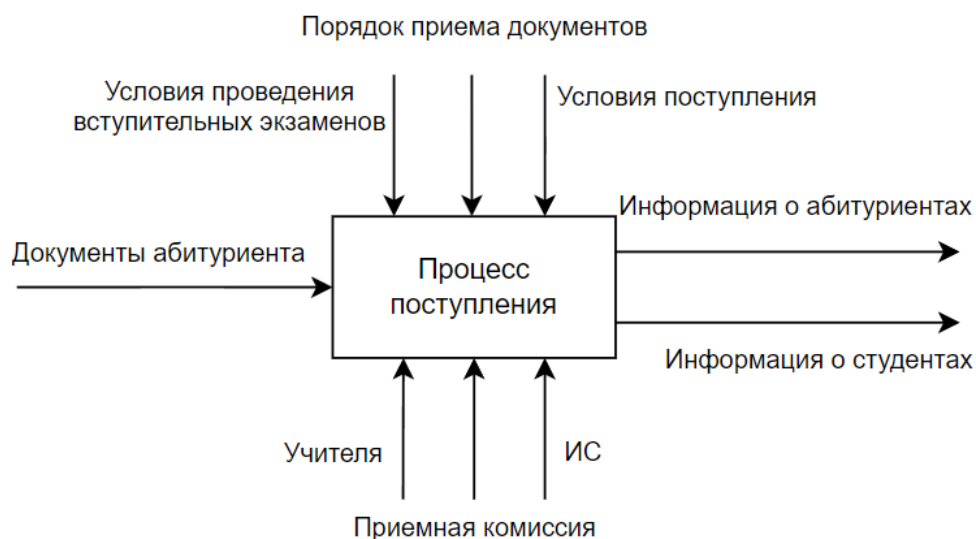 Порядок приема документов
Условия проведения
вступительных экзаменов
Условия поступления
Информация о абитуриентах
Документы абитуриента
Процесс
поступления
Информация о студентах
Учителя
ИС
Приемная комиссия